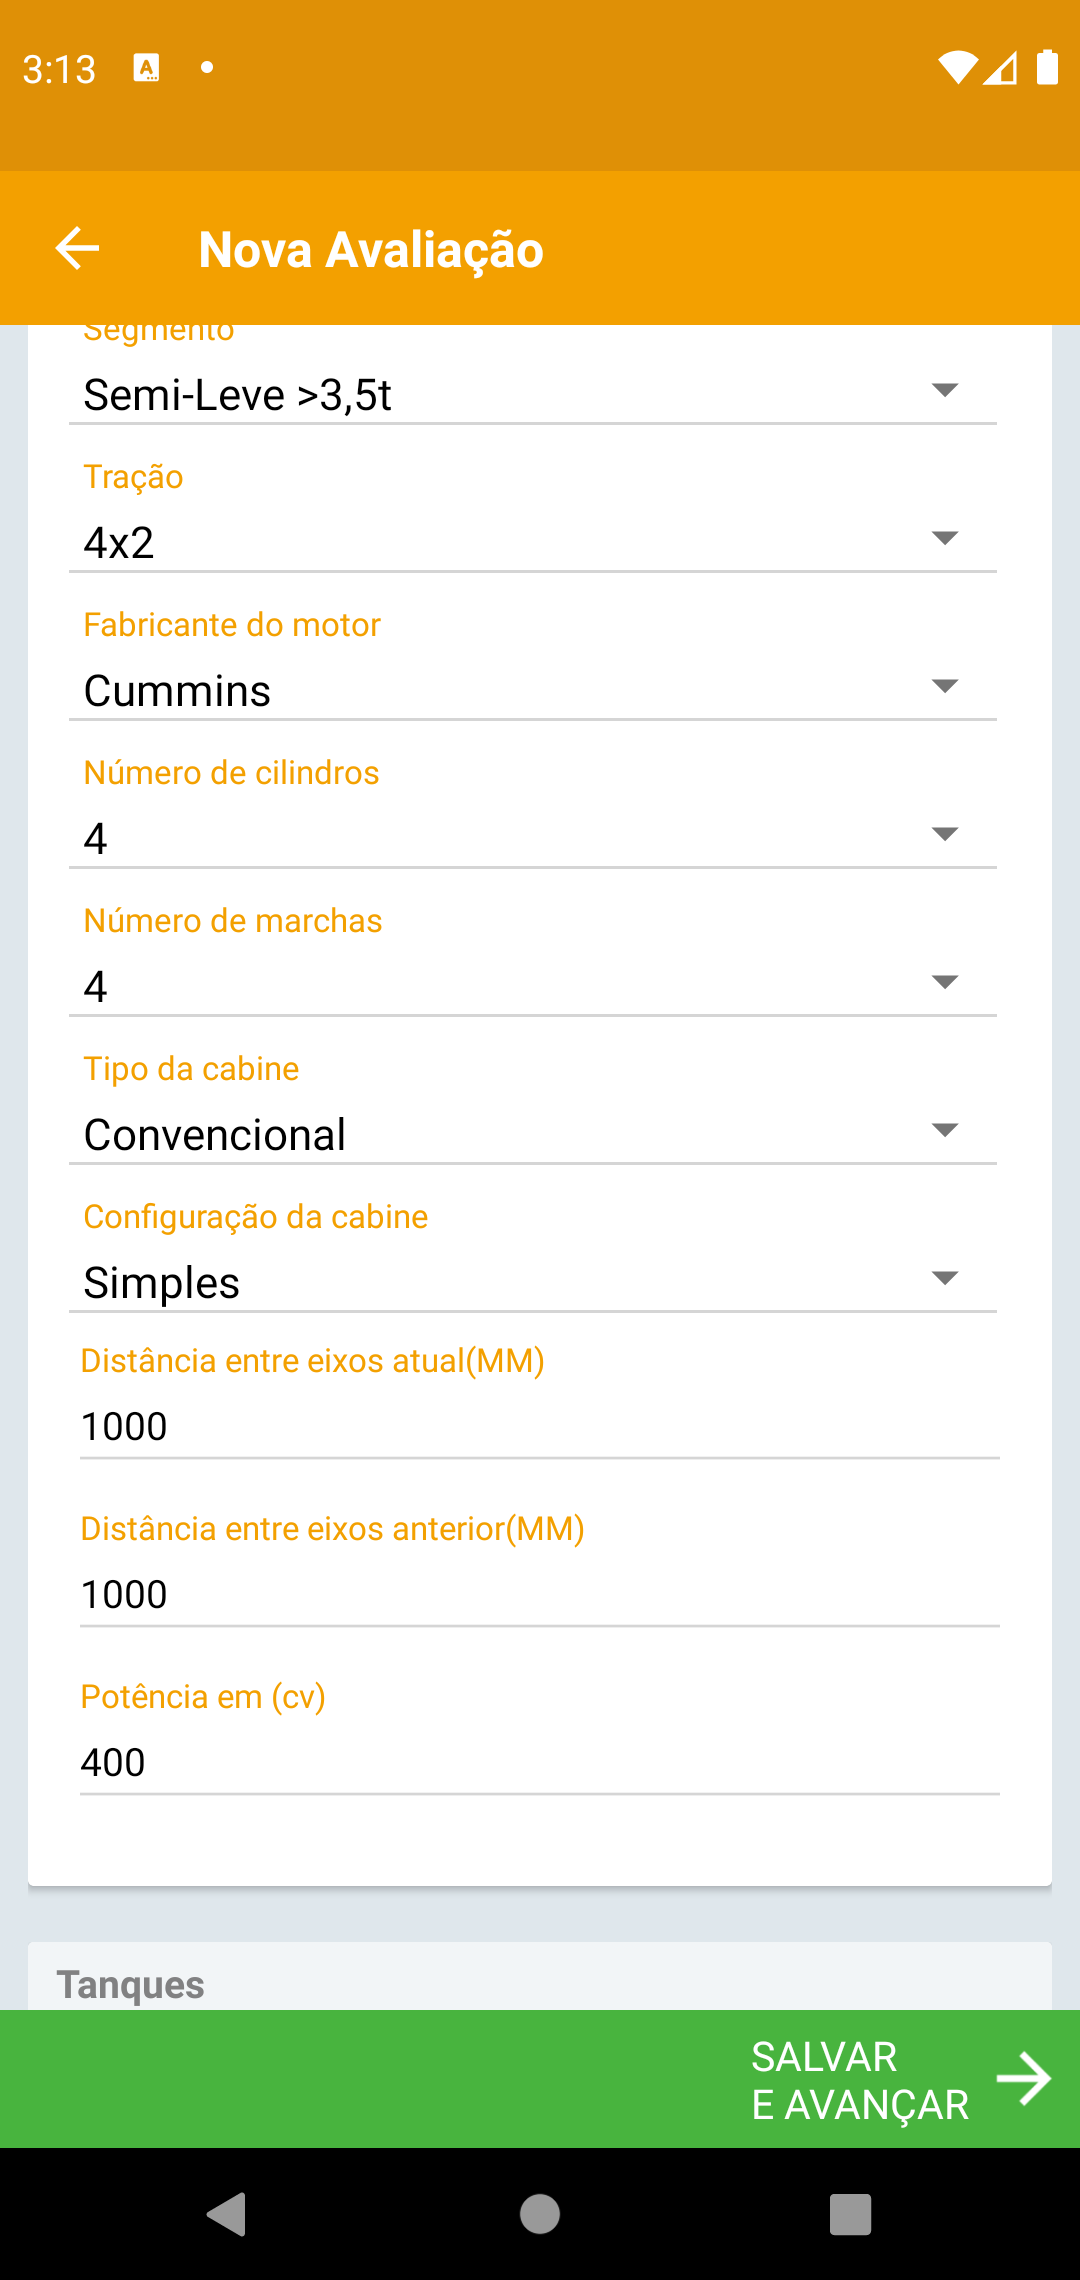 3:13
Nova Avaliação
Segmento
Semi-Leve >3,5t
Tração
4x2
Fabricante do motor
Cummins
Número de cilindros
4
Número de marchas
4
Tipo da cabine
Convencional
Configuração da cabine
Simples
Distância entre eixos atual(MM)
1000
Distância entre eixos anterior(MM)
1000
Potência em (cv)
400
Tanques
SALVAR
E AVANÇAR